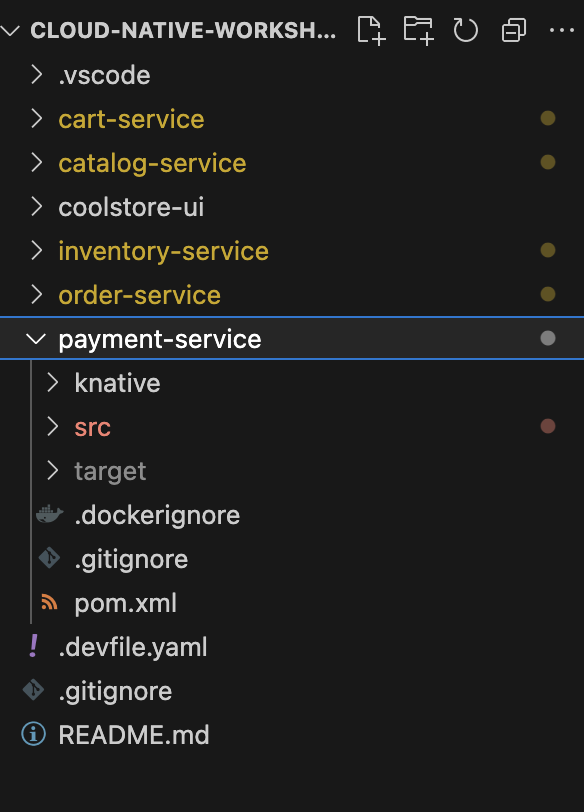 CLOUD-NATIVE-WORKSH...
.vscode
cart-service
catalog-service
coolstore-ui
inventory-service
order-service
payment-service
knative
src
target
.dockerignore
.gitignore
pom.xml
.devfile.yaml
.gitignore
README.md